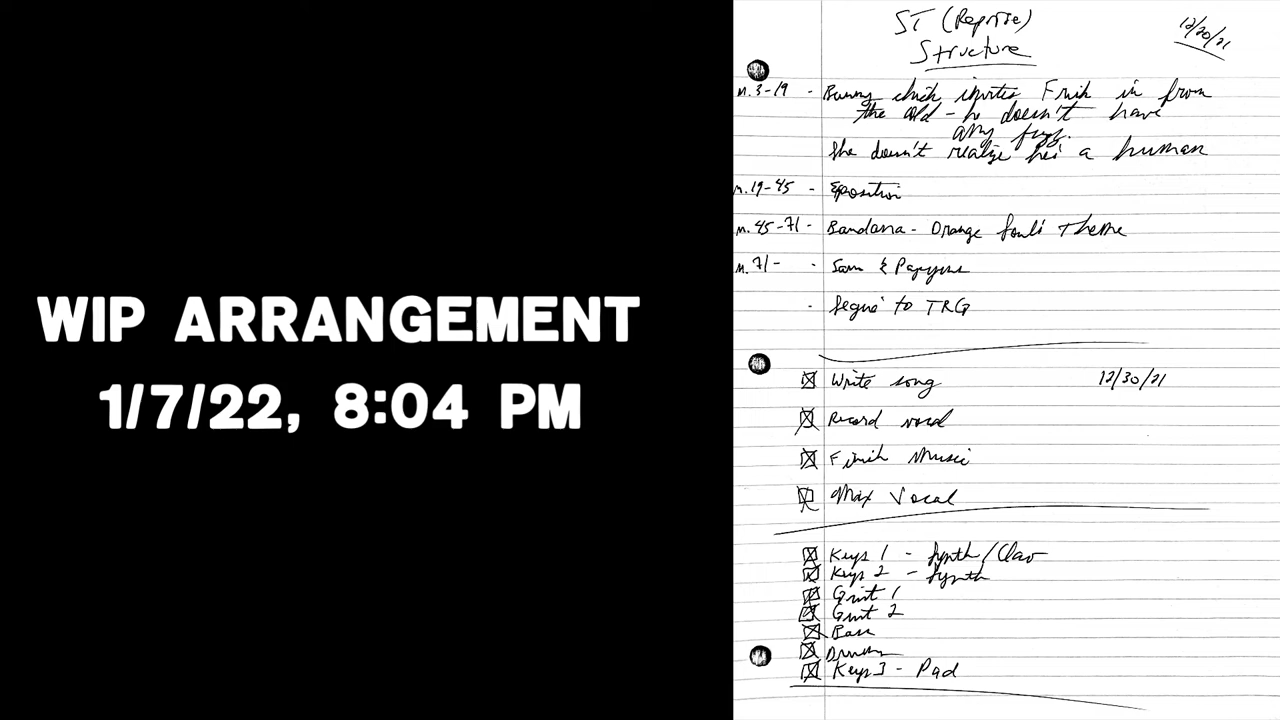 WIP ARRANGEMENT
1/7/22, 8:04 PM
ST (Reprise)
12/20/21
Structure
m.3-19 - Bunny chick invites Frisk in from
the cold - he doesn't have
any fuzz.
She doesn't realize he's a human
m.19-45 - Exposition
m.45-71 - Bandana - Orange Soul's Theme
m.71- - Sans & Papyrus
- Segue to TRG
Write song 12/30/21
Record vocal
Finish Music
Mix Vocal
Keys 1 - Synth/Clav
Keys 2 - Synth
Guit 1
Guit 2
Bass
Drums
Keys 3 - Pad